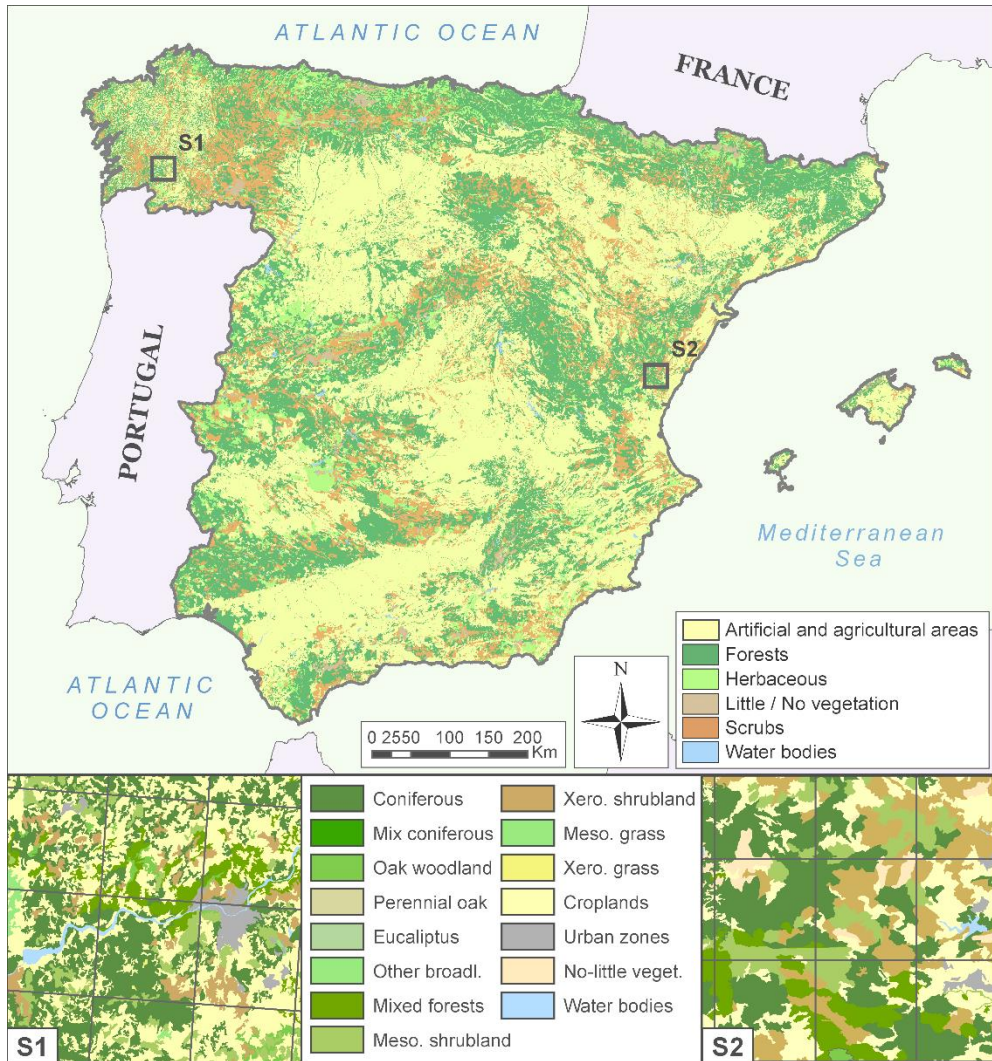 ATLANTIC OCEAN
FRANCE
S1
PORTUGAL
S2
Mediterranean
Sea
ATLANTIC
OCEAN
N
0 2550 100 150 200
Km
Artificial and agricultural areas
Forests
Herbaceous
Little / No vegetation
Scrubs
Water bodies
S1
Coniferous
Mix coniferous
Oak woodland
Perennial oak
Eucaliptus
Other broadl.
Mixed forests
Meso. shrubland
Xero. shrubland
Meso. grass
Xero. grass
Croplands
Urban zones
No-little veget.
Water bodies
S2